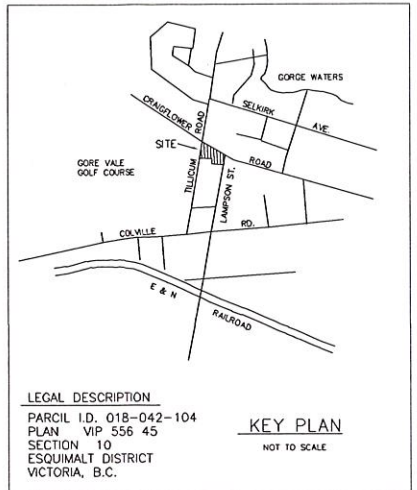 GORGE WATERS
SELKIRK
AVE.
CRAIGFLOWER
ROAD
ROAD
SITE
GORE VALE
GOLF COURSE
TILLICUM
LAMPSON ST.
COLVILLE
RD.
E & N
RAILROAD
LEGAL DESCRIPTION
PARCIL I.D. 018-042-104
PLAN VIP 556 45
SECTION 10
ESQUIMALT DISTRICT
VICTORIA, B.C.
KEY PLAN
NOT TO SCALE